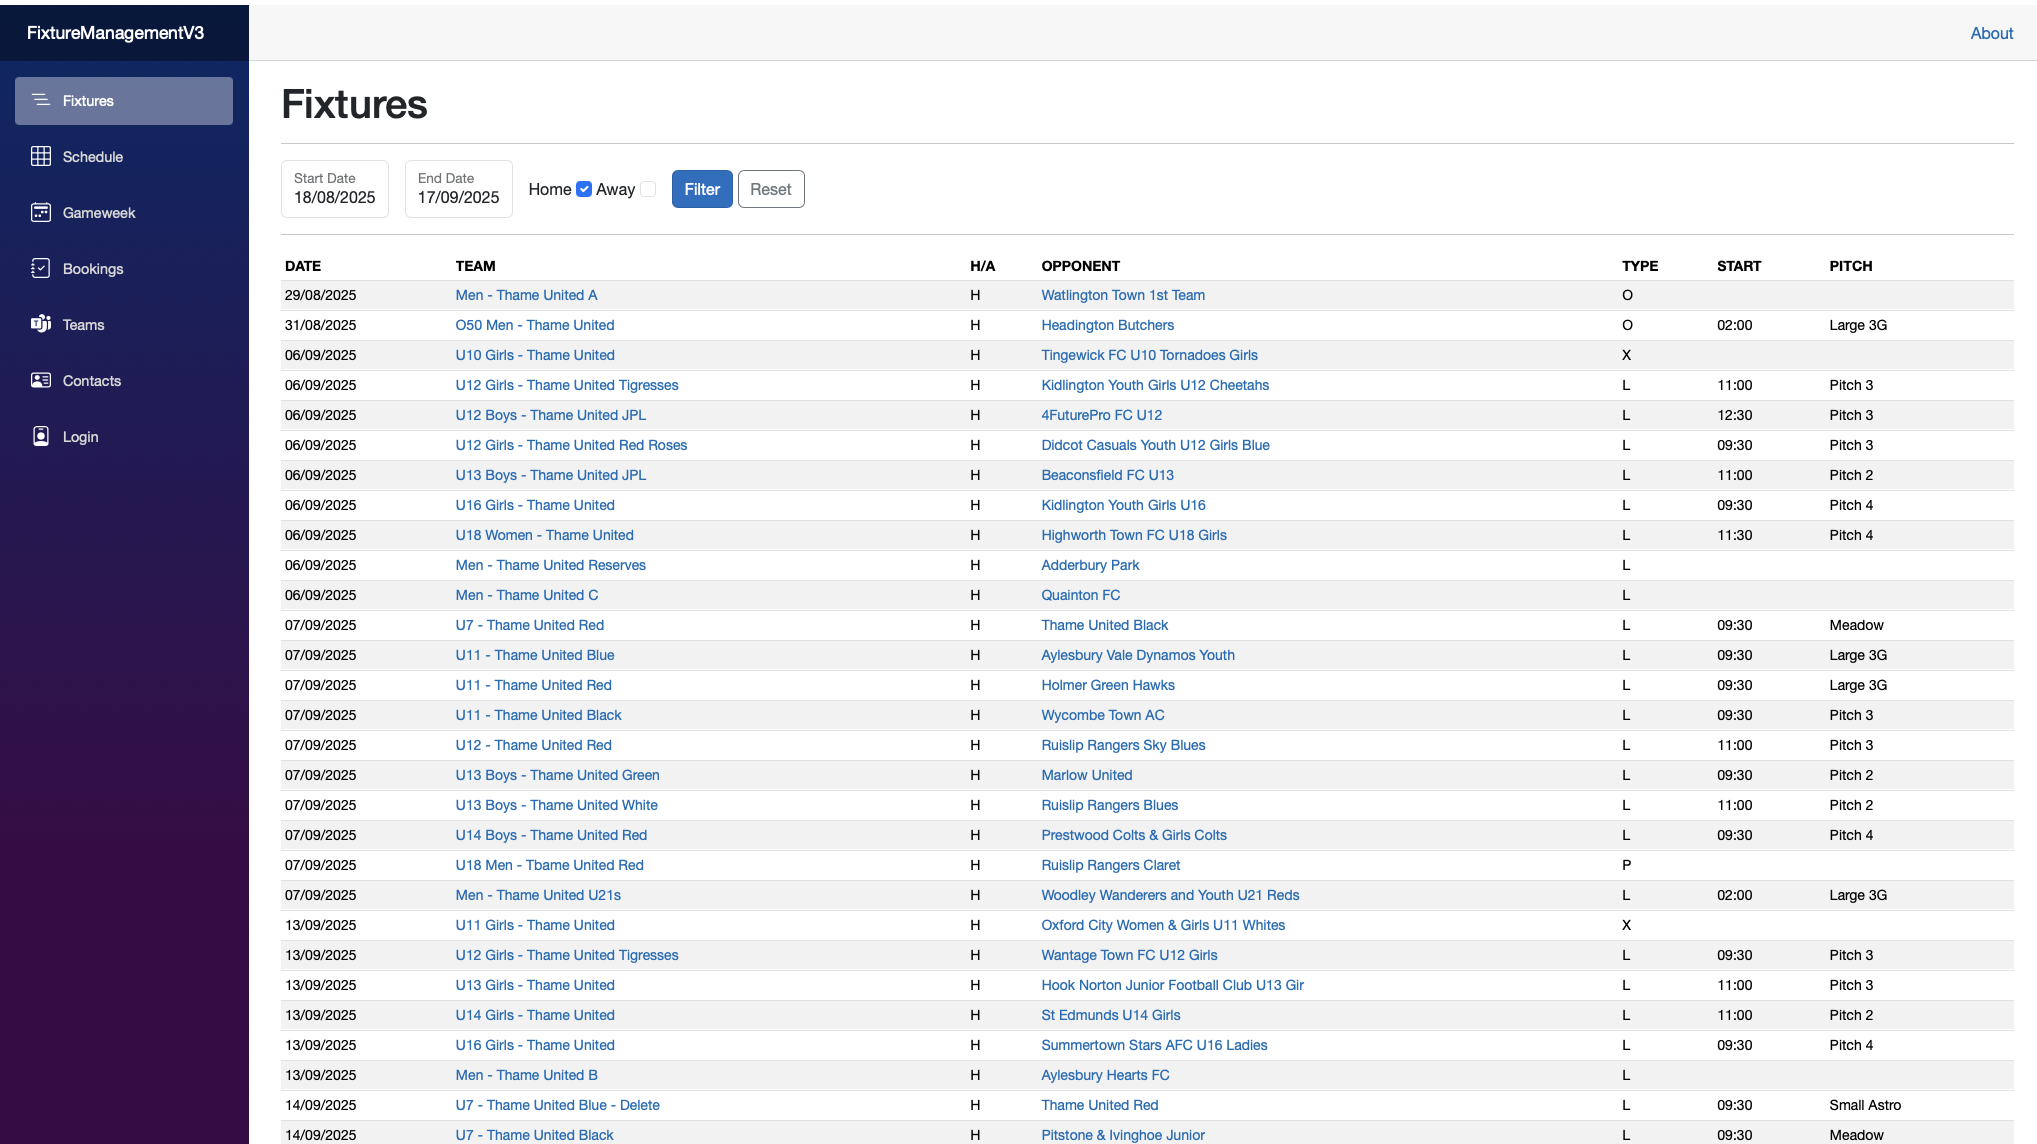 FixtureManagementV3
About
Fixtures
Schedule
Gameweek
Bookings
Teams
Contacts
Login
Fixtures
Start Date
18/08/2025
End Date
17/09/2025
Home Away Filter Reset
DATE TEAM H/A OPPONENT TYPE START PITCH
29/08/2025 Men - Thame United A H Watlington Town 1st Team O
31/08/2025 O50 Men - Thame United H Headington Butchers O 02:00 Large 3G
06/09/2025 U10 Girls - Thame United H Tingewick FC U10 Tornadoes Girls X
06/09/2025 U12 Girls - Thame United Tigresses H Kidlington Youth Girls U12 Cheetahs L 11:00 Pitch 3
06/09/2025 U12 Boys - Thame United JPL H 4FuturePro FC U12 L 12:30 Pitch 3
06/09/2025 U12 Girls - Thame United Red Roses H Didcot Casuals Youth U12 Girls Blue L 09:30 Pitch 3
06/09/2025 U13 Boys - Thame United JPL H Beaconsfield FC U13 L 11:00 Pitch 2
06/09/2025 U16 Girls - Thame United H Kidlington Youth Girls U16 L 09:30 Pitch 4
06/09/2025 U18 Women - Thame United H Highworth Town FC U18 Girls L 11:30 Pitch 4
06/09/2025 Men - Thame United Reserves H Adderbury Park L
06/09/2025 Men - Thame United C H Quainton FC L
07/09/2025 U7 - Thame United Red H Thame United Black L 09:30 Meadow
07/09/2025 U11 - Thame United Blue H Aylesbury Vale Dynamos Youth L 09:30 Large 3G
07/09/2025 U11 - Thame United Red H Holmer Green Hawks L 09:30 Large 3G
07/09/2025 U11 - Thame United Black H Wycombe Town AC L 09:30 Pitch 3
07/09/2025 U12 - Thame United Red H Ruislip Rangers Sky Blues L 11:00 Pitch 3
07/09/2025 U13 Boys - Thame United Green H Marlow United L 09:30 Pitch 2
07/09/2025 U13 Boys - Thame United White H Ruislip Rangers Blues L 11:00 Pitch 2
07/09/2025 U14 Boys - Thame United Red H Prestwood Colts & Girls Colts L 09:30 Pitch 4
07/09/2025 U18 Men - Tbame United Red H Ruislip Rangers Claret P
07/09/2025 Men - Thame United U21s H Woodley Wanderers and Youth U21 Reds L 02:00 Large 3G
13/09/2025 U11 Girls - Thame United H Oxford City Women & Girls U11 Whites X
13/09/2025 U12 Girls - Thame United Tigresses H Wantage Town FC U12 Girls L 09:30 Pitch 3
13/09/2025 U13 Girls - Thame United H Hook Norton Junior Football Club U13 Gir L 11:00 Pitch 3
13/09/2025 U14 Girls - Thame United H St Edmunds U14 Girls L 11:00 Pitch 2
13/09/2025 U16 Girls - Thame United H Summertown Stars AFC U16 Ladies L 09:30 Pitch 4
13/09/2025 Men - Thame United B H Aylesbury Hearts FC L
14/09/2025 U7 - Thame United Blue - Delete H Thame United Red L 09:30 Small Astro
14/09/2025 U7 - Thame United Black H Pitstone & Ivinghoe Junior L 09:30 Meadow